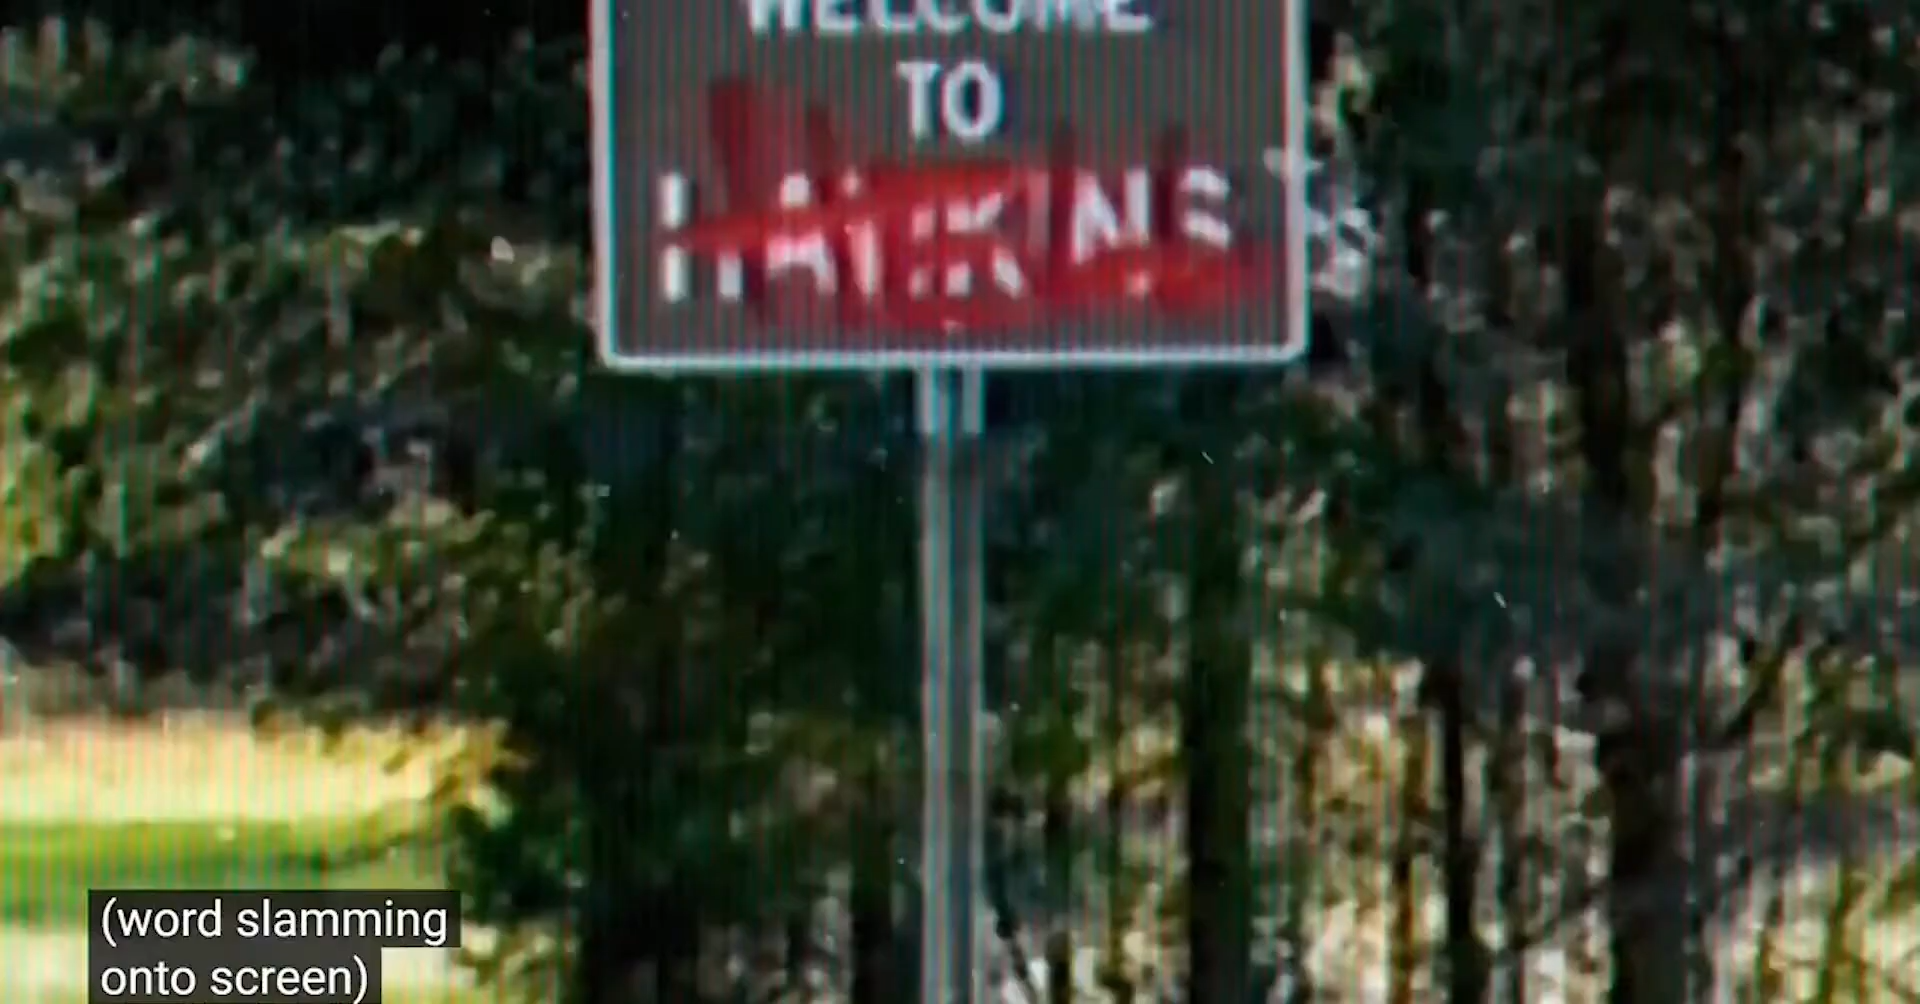 WELCOME
TO
HAWKINS
(word slamming
onto screen)